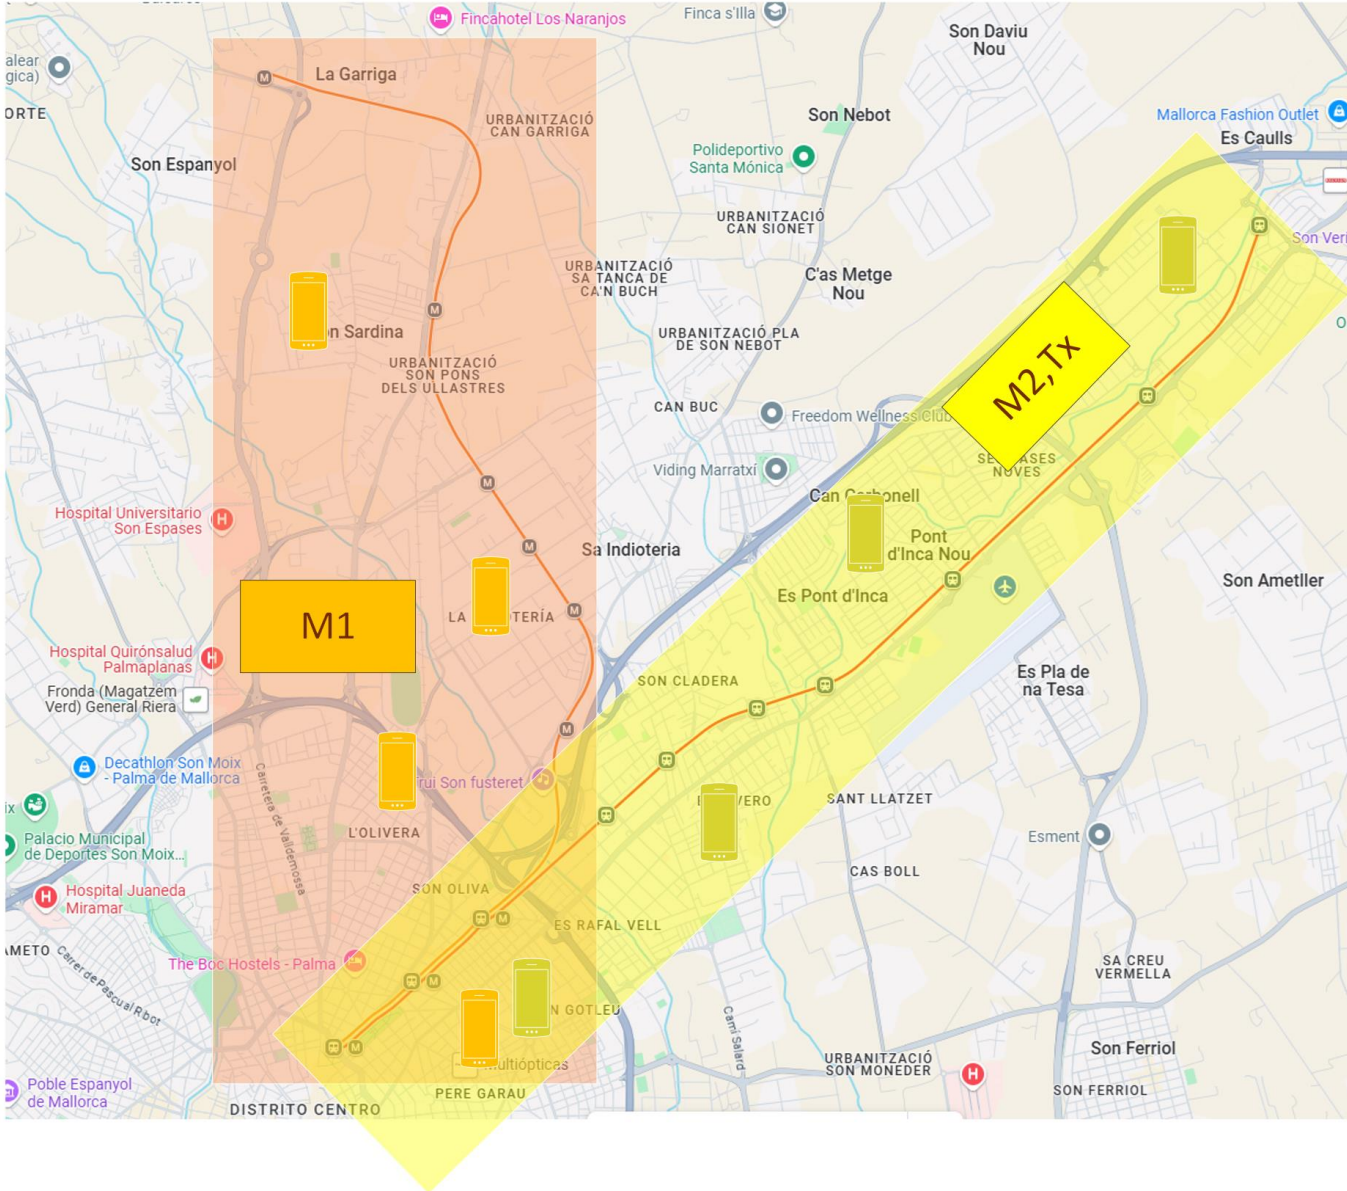 Fincahotel Los Naranjos
Finca s'Illa
Son Daviu
Nou
ORTE
La Garriga
URBANITZACIÓ
CAN GARRIGA
Son Nebot
Mallorca Fashion Outlet
Es Caulls
Son Espanyol
Polideportivo
Santa Mónica
URBANITZACIÓ
CAN SIONET
Son Veri
URBANITZACIÓ
SA TANCA DE
CA'N BUCH
C'as Metge
Nou
n Sardina
URBANITZACIÓ PLA
DE SON NEBOT
M2,Tx
URBANITZACIÓ
SON PONS
DELS ULLASTRES
CAN BUC
Freedom Wellness Club
NOVES
Viding Marratxí
Can Carbonell
Hospital Universitario
Son Espases
Pont
d'Inca Nou
Sa Indioteria
Es Pont d'Inca
Son Ametller
M1
LA
TERÍA
Hospital Quirónsalud
Palmaplanas
Fronda (Magatzem
Verd) General Riera
SON CLADERA
Es Pla de
na Tesa
Decathlon Son Moix
- Palma de Mallorca
rui Son fusteret
Carretera de Valldemossa
VERO
SANT LLATZET
L'OLIVERA
Palacio Municipal
de Deportes Son Moix...
Esment
Hospital Juaneda
Miramar
SON OLIVA
CAS BOLL
ES RAFAL VELL
AMETO
Carrer de Pascual Ribot
The Boc Hostels - Palma
SA CREU
VERMELLA
N GOTLEU
Camí Salard
Multiópticas
URBANITZACIÓ
SON MONEDER
Son Ferriol
Poble Espanyol
de Mallorca
PERE GARAU
SON FERRIOL
DISTRITO CENTRO